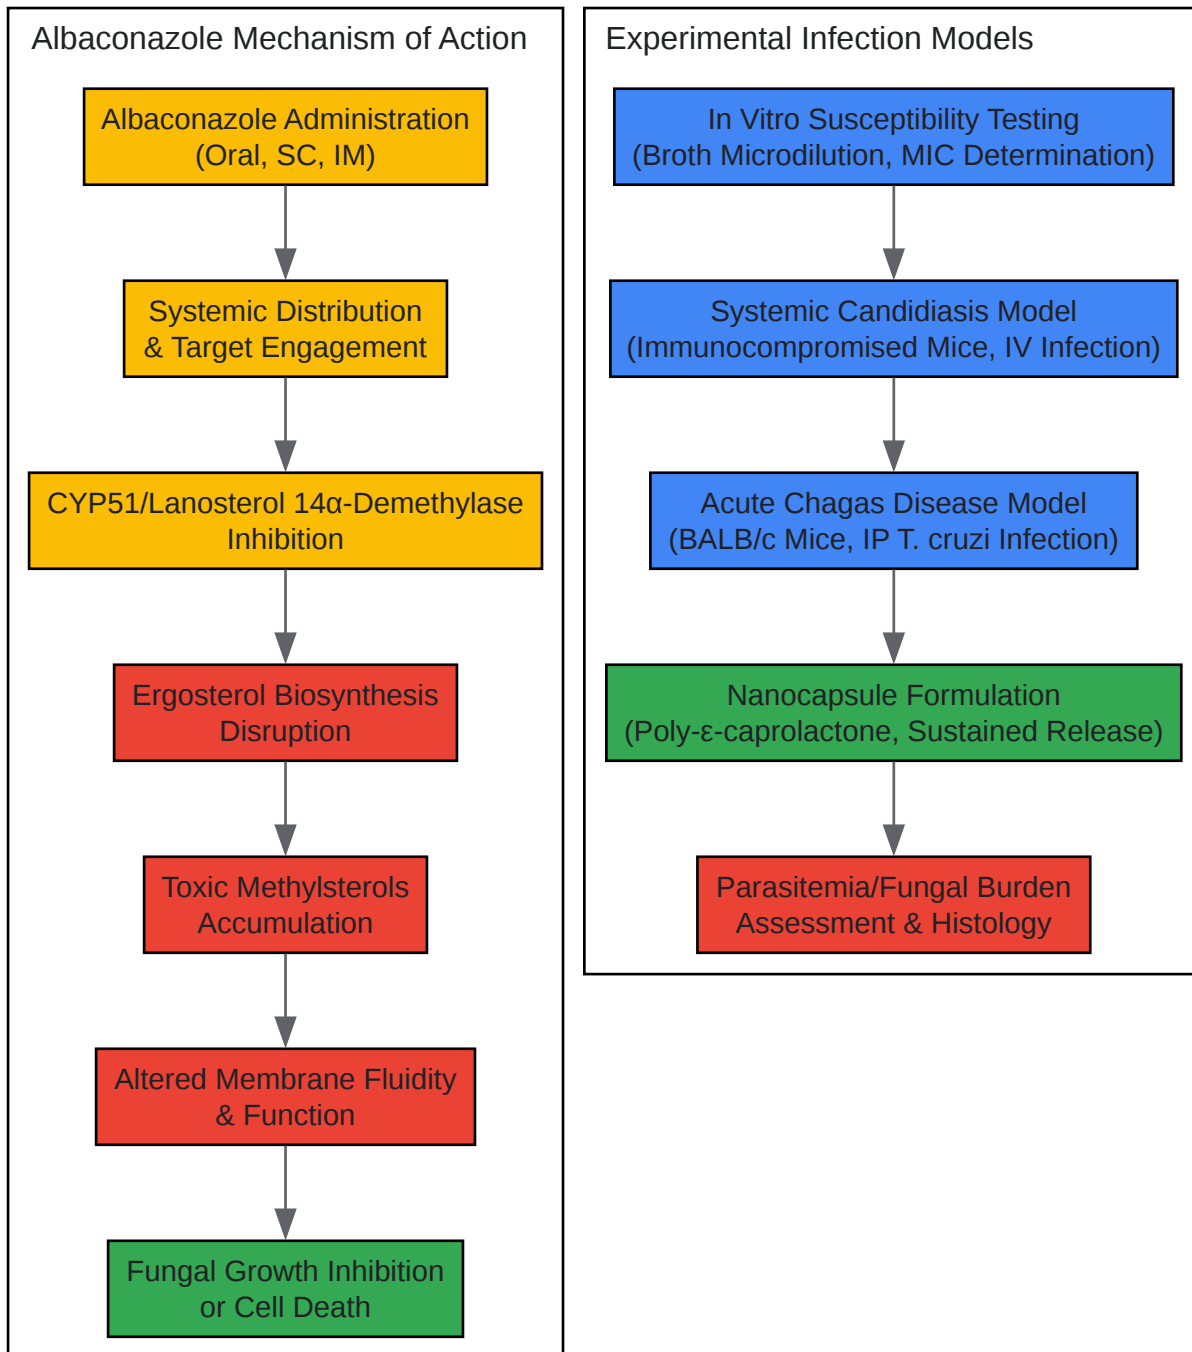 Albaconazole Mechanism of Action
Albaconazole Administration
(Oral, SC, IM)
Systemic Distribution
& Target Engagement
CYP51/Lanosterol 14α-Demethylase
Inhibition
Ergosterol Biosynthesis
Disruption
Toxic Methylsterols
Accumulation
Altered Membrane Fluidity
& Function
Fungal Growth Inhibition
or Cell Death
Experimental Infection Models
In Vitro Susceptibility Testing
(Broth Microdilution, MIC Determination)
Systemic Candidiasis Model
(Immunocompromised Mice, IV Infection)
Acute Chagas Disease Model
(BALB/c Mice, IP T. cruzi Infection)
Nanocapsule Formulation
(Poly-ε-caprolactone, Sustained Release)
Parasitemia/Fungal Burden
Assessment & Histology